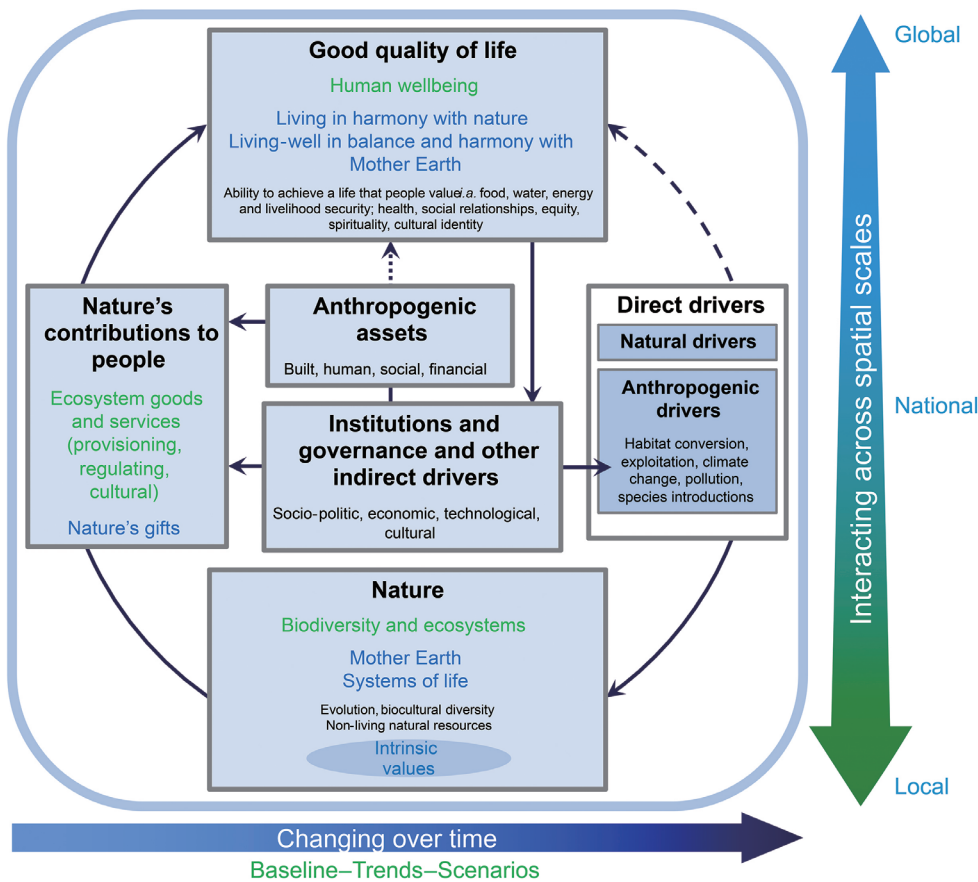 Good quality of life
Human wellbeing
Living in harmony with nature
Living-well in balance and harmony with
Mother Earth
Ability to achieve a life that people value i.a. food, water, energy
and livelihood security; health, social relationships, equity,
spirituality, cultural identity
Nature's
contributions to
people
Ecosystem goods
and services
(provisioning,
regulating,
cultural)
Nature's gifts
Anthropogenic
assets
Built, human, social, financial
Institutions and
governance and other
indirect drivers
Socio-politic, economic, technological,
cultural
Direct drivers
Natural drivers
Anthropogenic
drivers
Habitat conversion,
exploitation, climate
change, pollution,
species introductions
Nature
Biodiversity and ecosystems
Mother Earth
Systems of life
Evolution, biocultural diversity
Non-living natural resources
Intrinsic
values
Global
National
Local
Interacting across spatial scales
Changing over time
Baseline–Trends–Scenarios